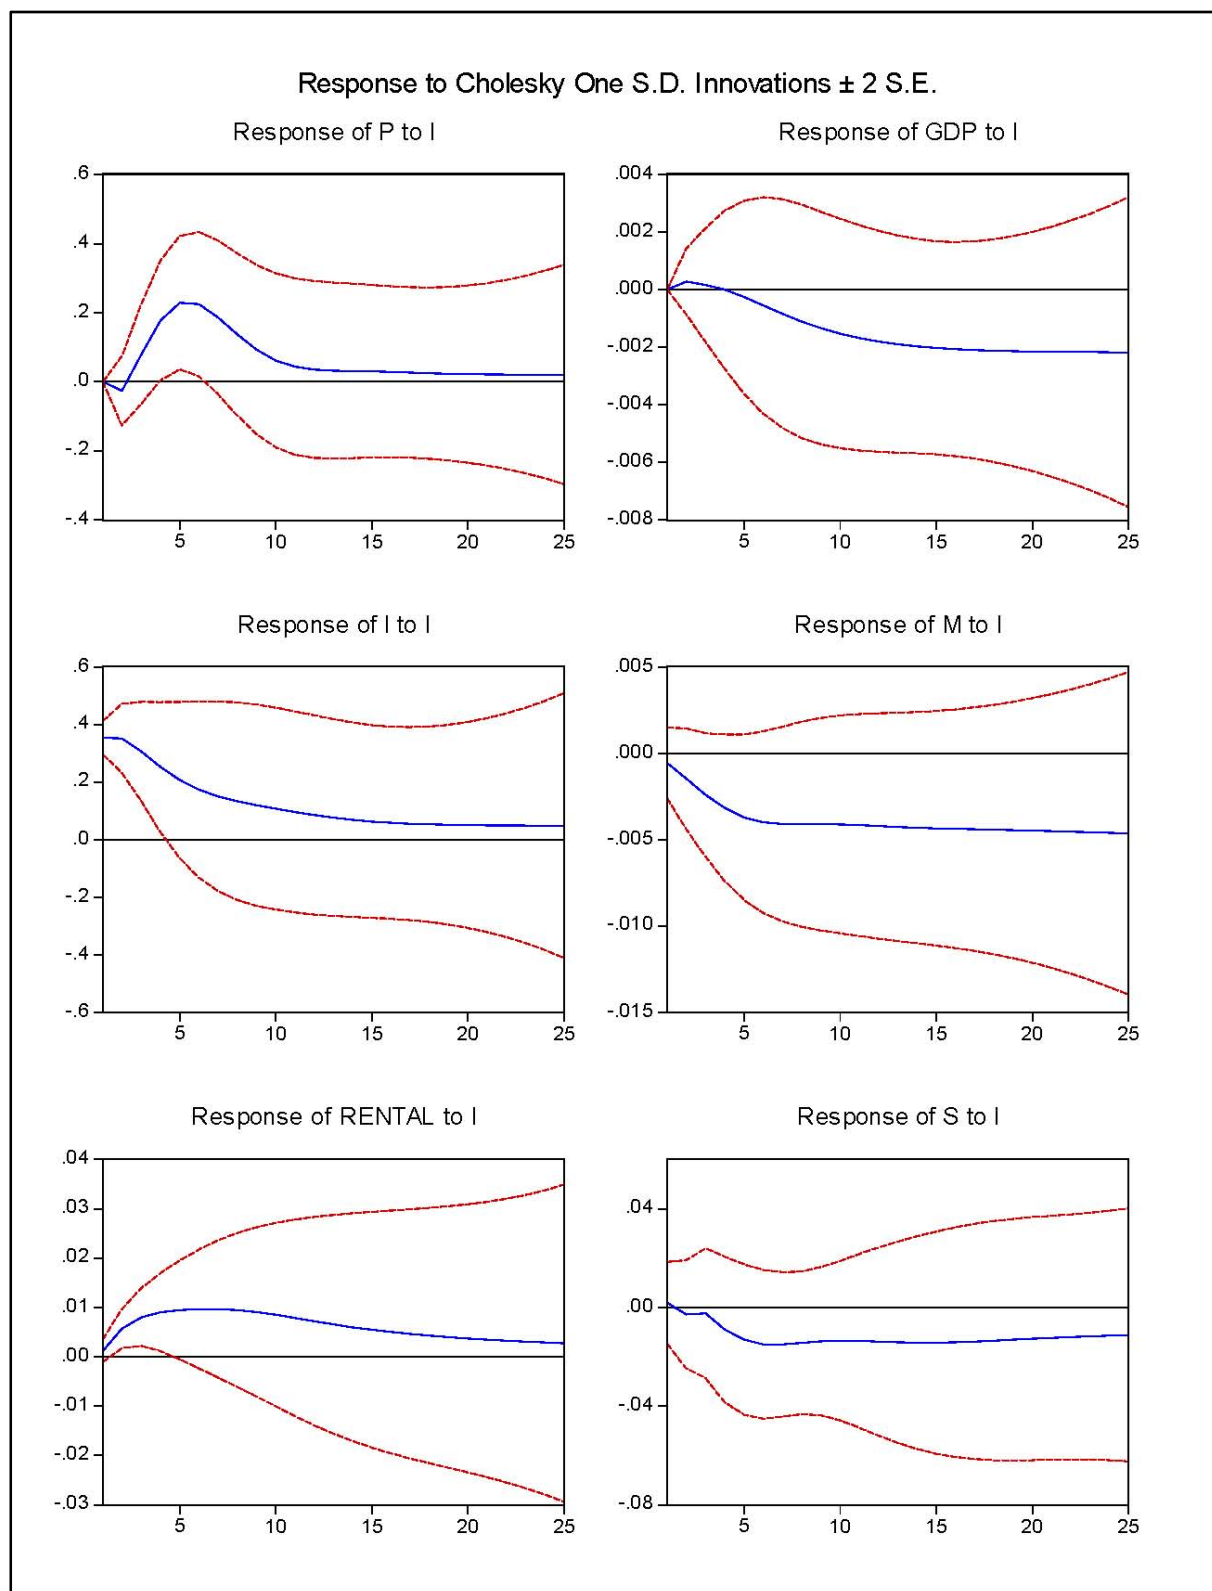 Response to Cholesky One S.D. Innovations ± 2 S.E.
Response of P to I
.6
.4
.2
.0
-.2
-.4
5 10 15 20 25
Response of GDP to I
.004
.002
.000
-.002
-.004
-.006
-.008
5 10 15 20 25
Response of I to I
.6
.4
.2
.0
-.2
-.4
-.6
5 10 15 20 25
Response of M to I
.005
.000
-.005
-.010
-.015
5 10 15 20 25
Response of RENTAL to I
.04
.03
.02
.01
.00
-.01
-.02
-.03
5 10 15 20 25
Response of S to I
.04
.00
-.04
-.08
5 10 15 20 25